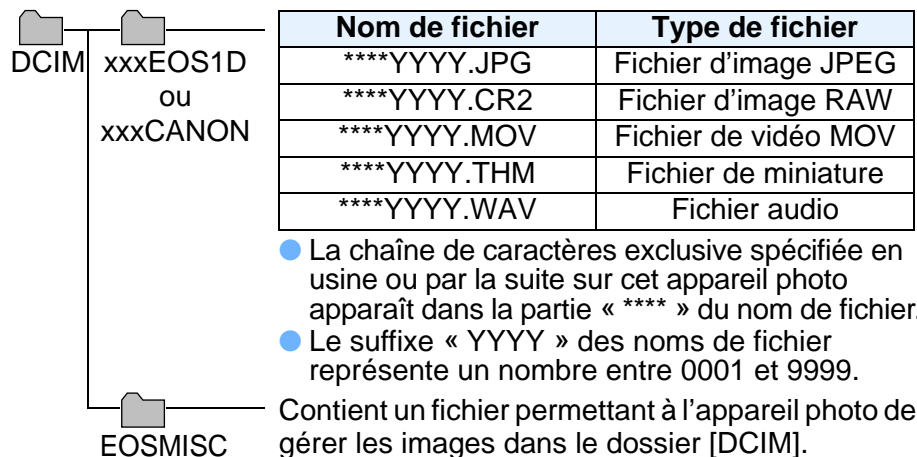 DCIM
xxxEOS1D
ou
xxxCANON
Nom de fichier Type de fichier
****YYYY.JPG Fichier d'image JPEG
****YYYY.CR2 Fichier d'image RAW
****YYYY.MOV Fichier de vidéo MOV
****YYYY.THM Fichier de miniature
****YYYY.WAV Fichier audio
● La chaîne de caractères exclusive spécifiée en
usine ou par la suite sur cet appareil photo
apparaît dans la partie « **** » du nom de fichier.
● Le suffixe « YYYY » des noms de fichier
représente un nombre entre 0001 et 9999.
EOSMISC
Contient un fichier permettant à l'appareil photo de
gérer les images dans le dossier [DCIM].